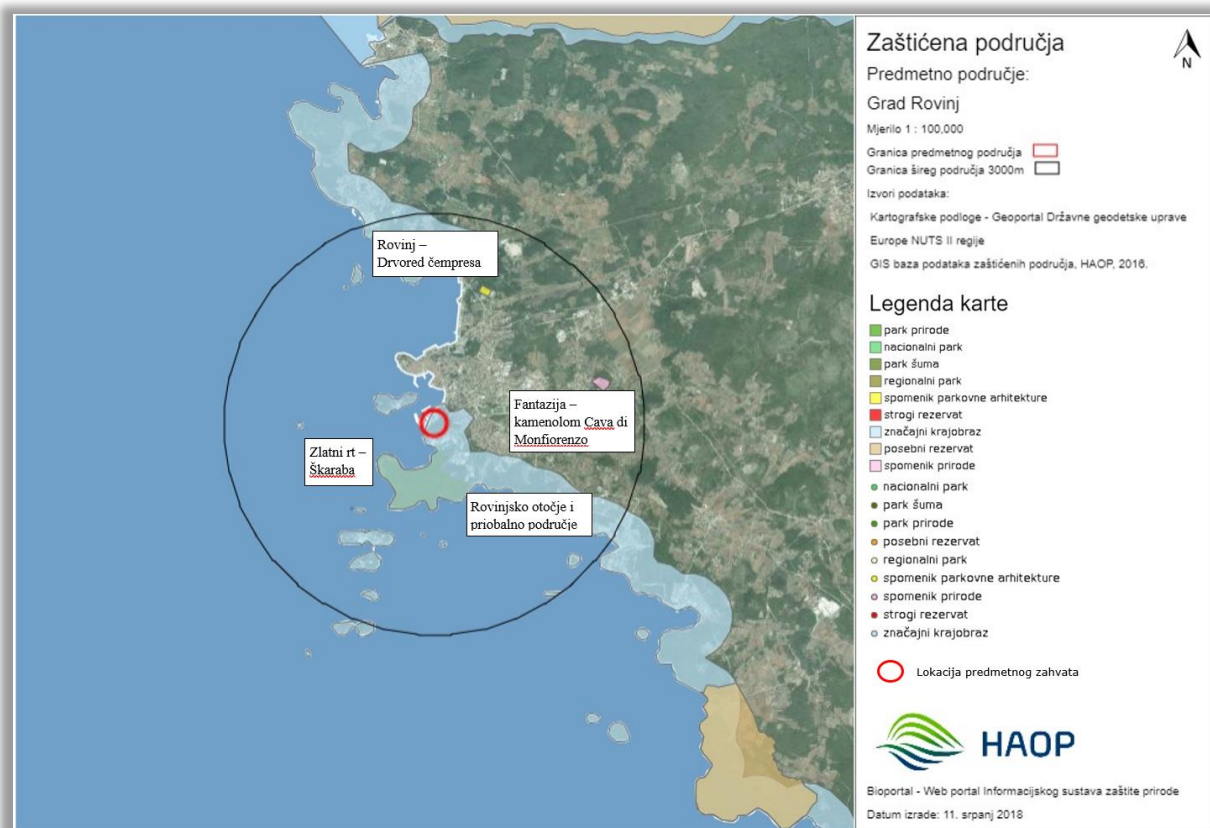 Rovinj –
Drvored čempresa
Fantazija –
kamenolom Cava di
Monfiorenzo
Zlatni rt –
Škaraba
Rovinjsko otočje i
priobalno područje
Zaštićena područja
N
Predmetno područje:
Grad Rovinj
Mjerilo 1 : 100,000
Granica predmetnog područja
Granica šireg područja 3000m
Izvori podataka:
Kartografske podloge - Geoportal Državne geodetske uprave
Europe NUTS II regije
GIS baza podataka zaštićenih područja, HAOP, 2016.
Legenda karte
park prirode
nacionalni park
park šuma
regionalni park
spomenik parkovne arhitekture
strogi rezervat
značajni krajobraz
posebni rezervat
spomenik prirode
nacionalni park
park šuma
park prirode
posebni rezervat
regionalni park
spomenik parkovne arhitekture
spomenik prirode
strogi rezervat
značajni krajobraz
Lokacija predmetnog zahvata
HAOP
Bioportal - Web portal Informacijskog sustava zaštite prirode
Datum izrade: 11. srpanj 2018